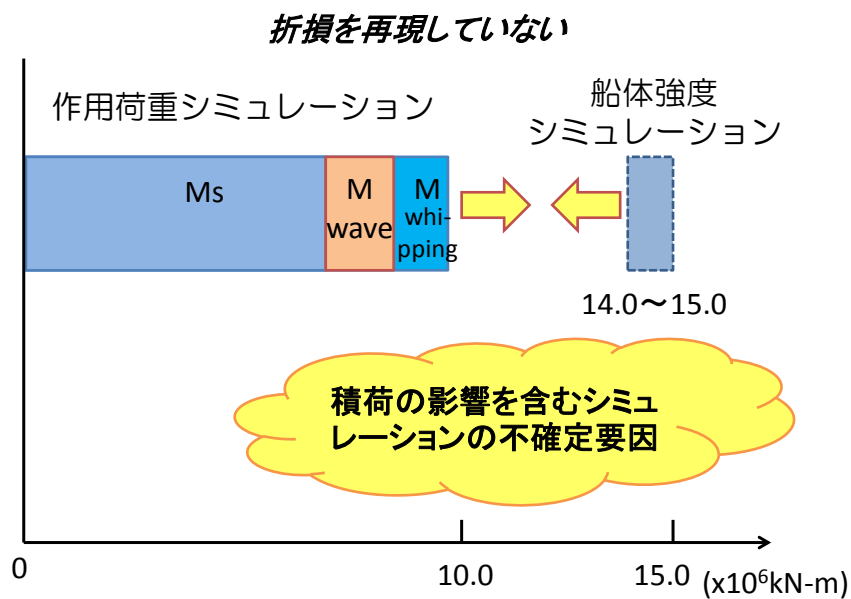 折損を再現していない
作用荷重シミュレーション
船体強度
シミュレーション
Ms
M
wave
M
whi-
pping
14.0～15.0
積荷の影響を含むシミュ
レーションの不確定要因
0
10.0
15.0
(x10⁶kN-m)